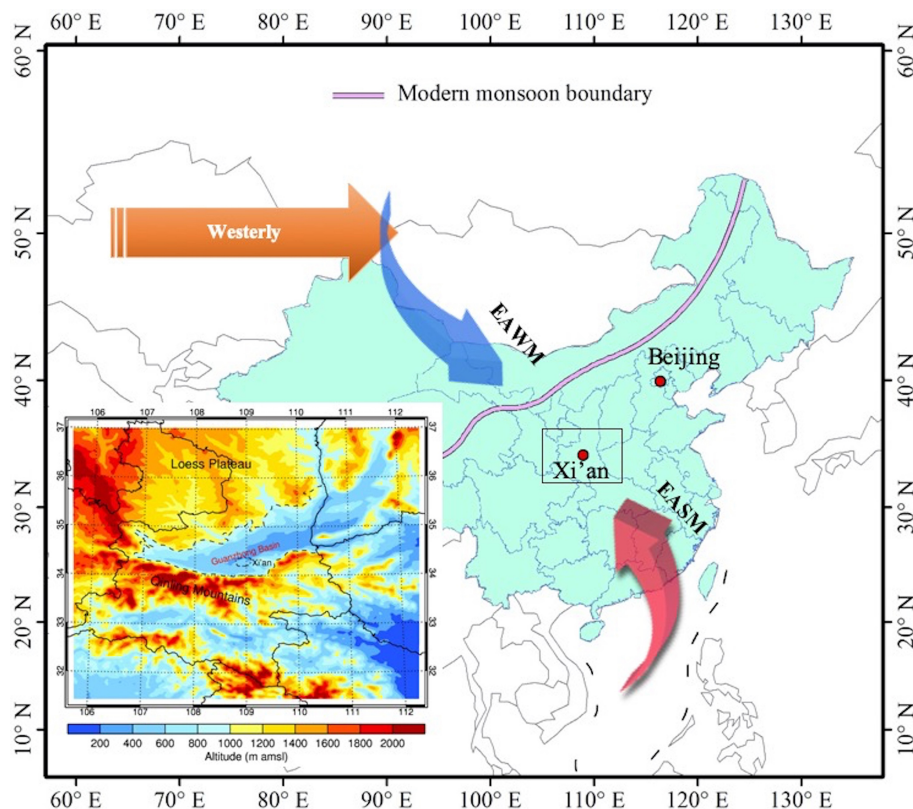 60° E 70° E 80° E 90° E 100° E 110° E 120° E 130° E
60° N 60° N
Modern monsoon boundary
Westerly
50° N 50° N
EAWM
Beijing
40° N 40° N
Xi’an
EASM
30° N 30° N
20° N 20° N
10° N 10° N
106 107 108 109 110 111 112
37 37
Loess Plateau
36 36
35 35
Guanzhong Basin
Xi'an
34 34
Qinling Mountains
33 33
32 32
106 107 108 109 110 111 112
200 400 600 800 1000 1200 1400 1600 1800 2000
Altitude (m amsl)
60° E 70° E 80° E 90° E 100° E 110° E 120° E 130° E